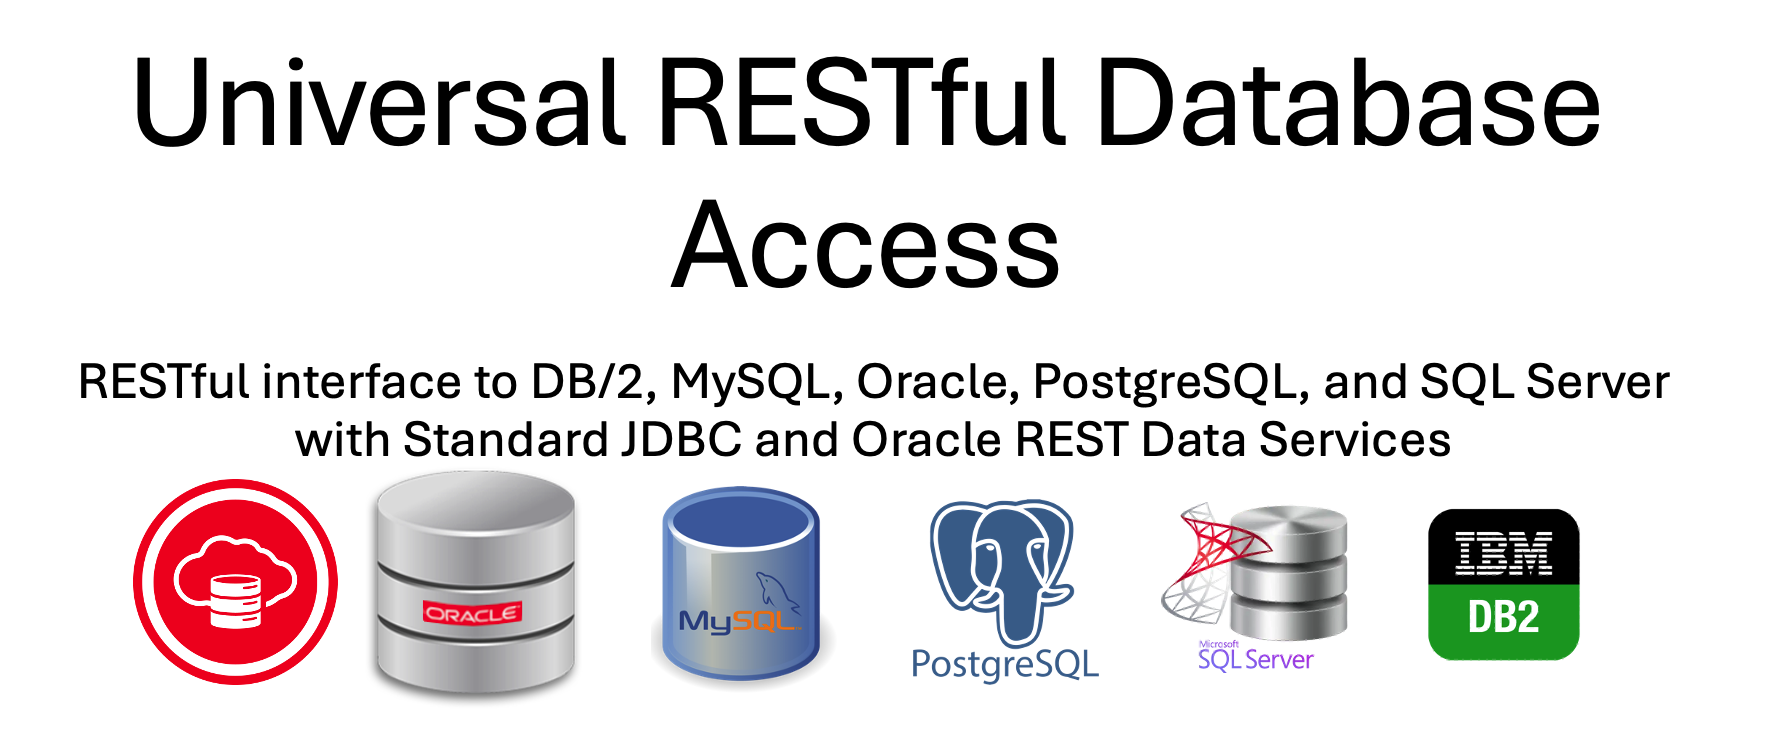 Universal RESTful Database
Access
RESTful interface to DB/2, MySQL, Oracle, PostgreSQL, and SQL Server
with Standard JDBC and Oracle REST Data Services
ORACLE
MySQL
PostgreSQL
Microsoft
SQL Server
IBM
DB2